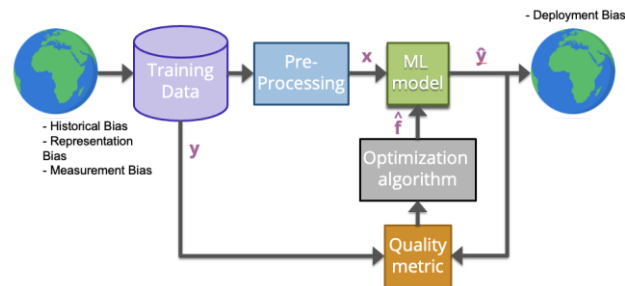 - Deployment Bias
Training
Data
Pre-
Processing
x
ML
model
ŷ
- Historical Bias
- Representation
Bias
- Measurement Bias
y
f̂
Optimization
algorithm
Quality
metric